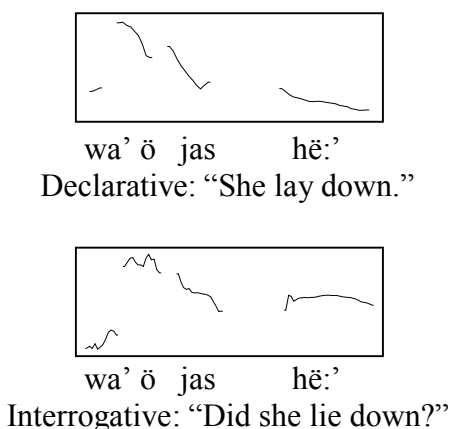 wa’ ö jas hë:’
Declarative: “She lay down.”
wa’ ö jas hë:’
Interrogative: “Did she lie down?”